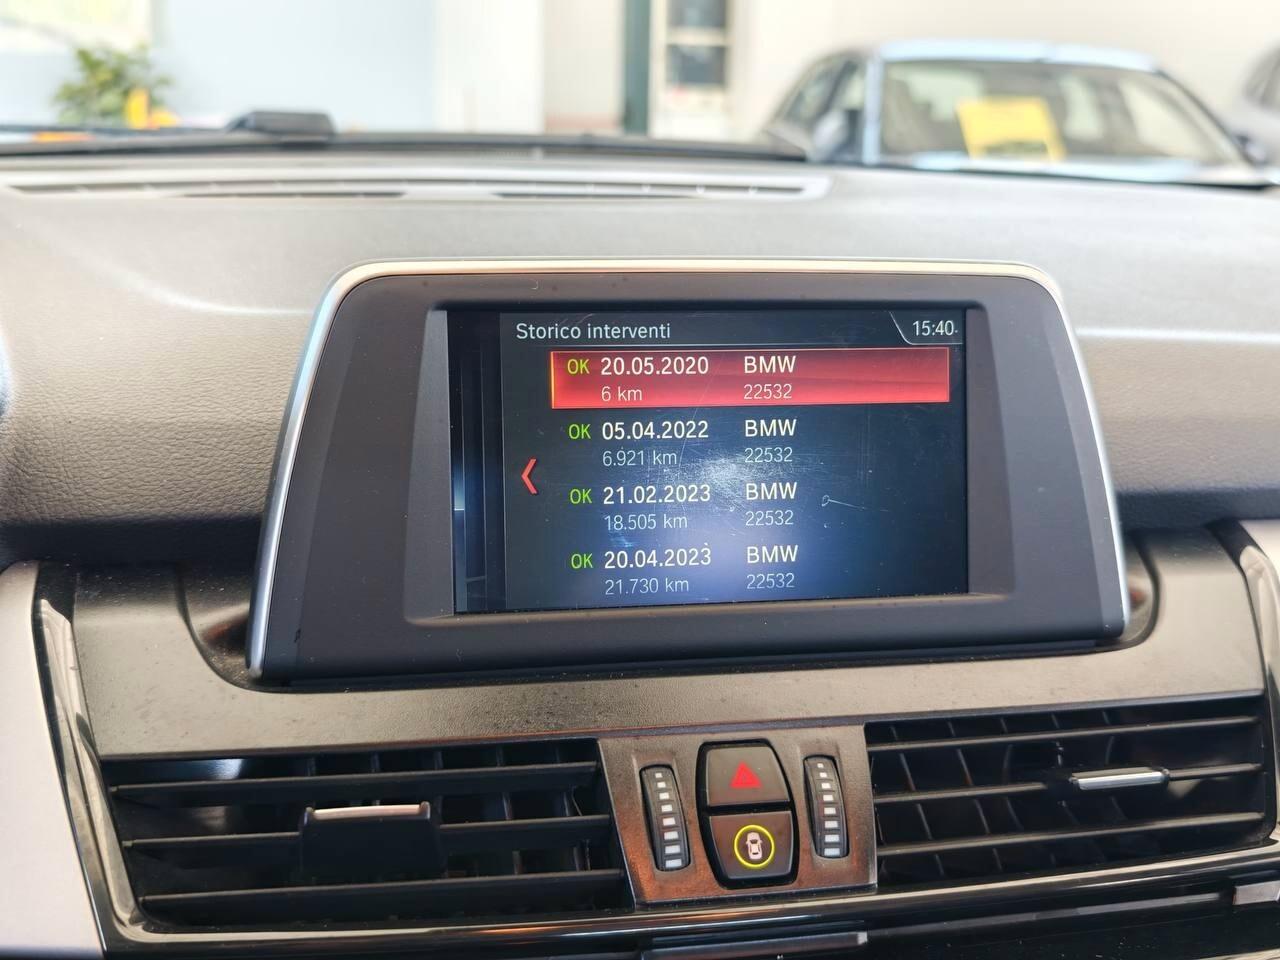 Storico interventi 15:40
OK 20.05.2020 BMW
6 km 22532
OK 05.04.2022 BMW
6.921 km 22532
OK 21.02.2023 BMW
18.505 km 22532
OK 20.04.2023 BMW
21.730 km 22532